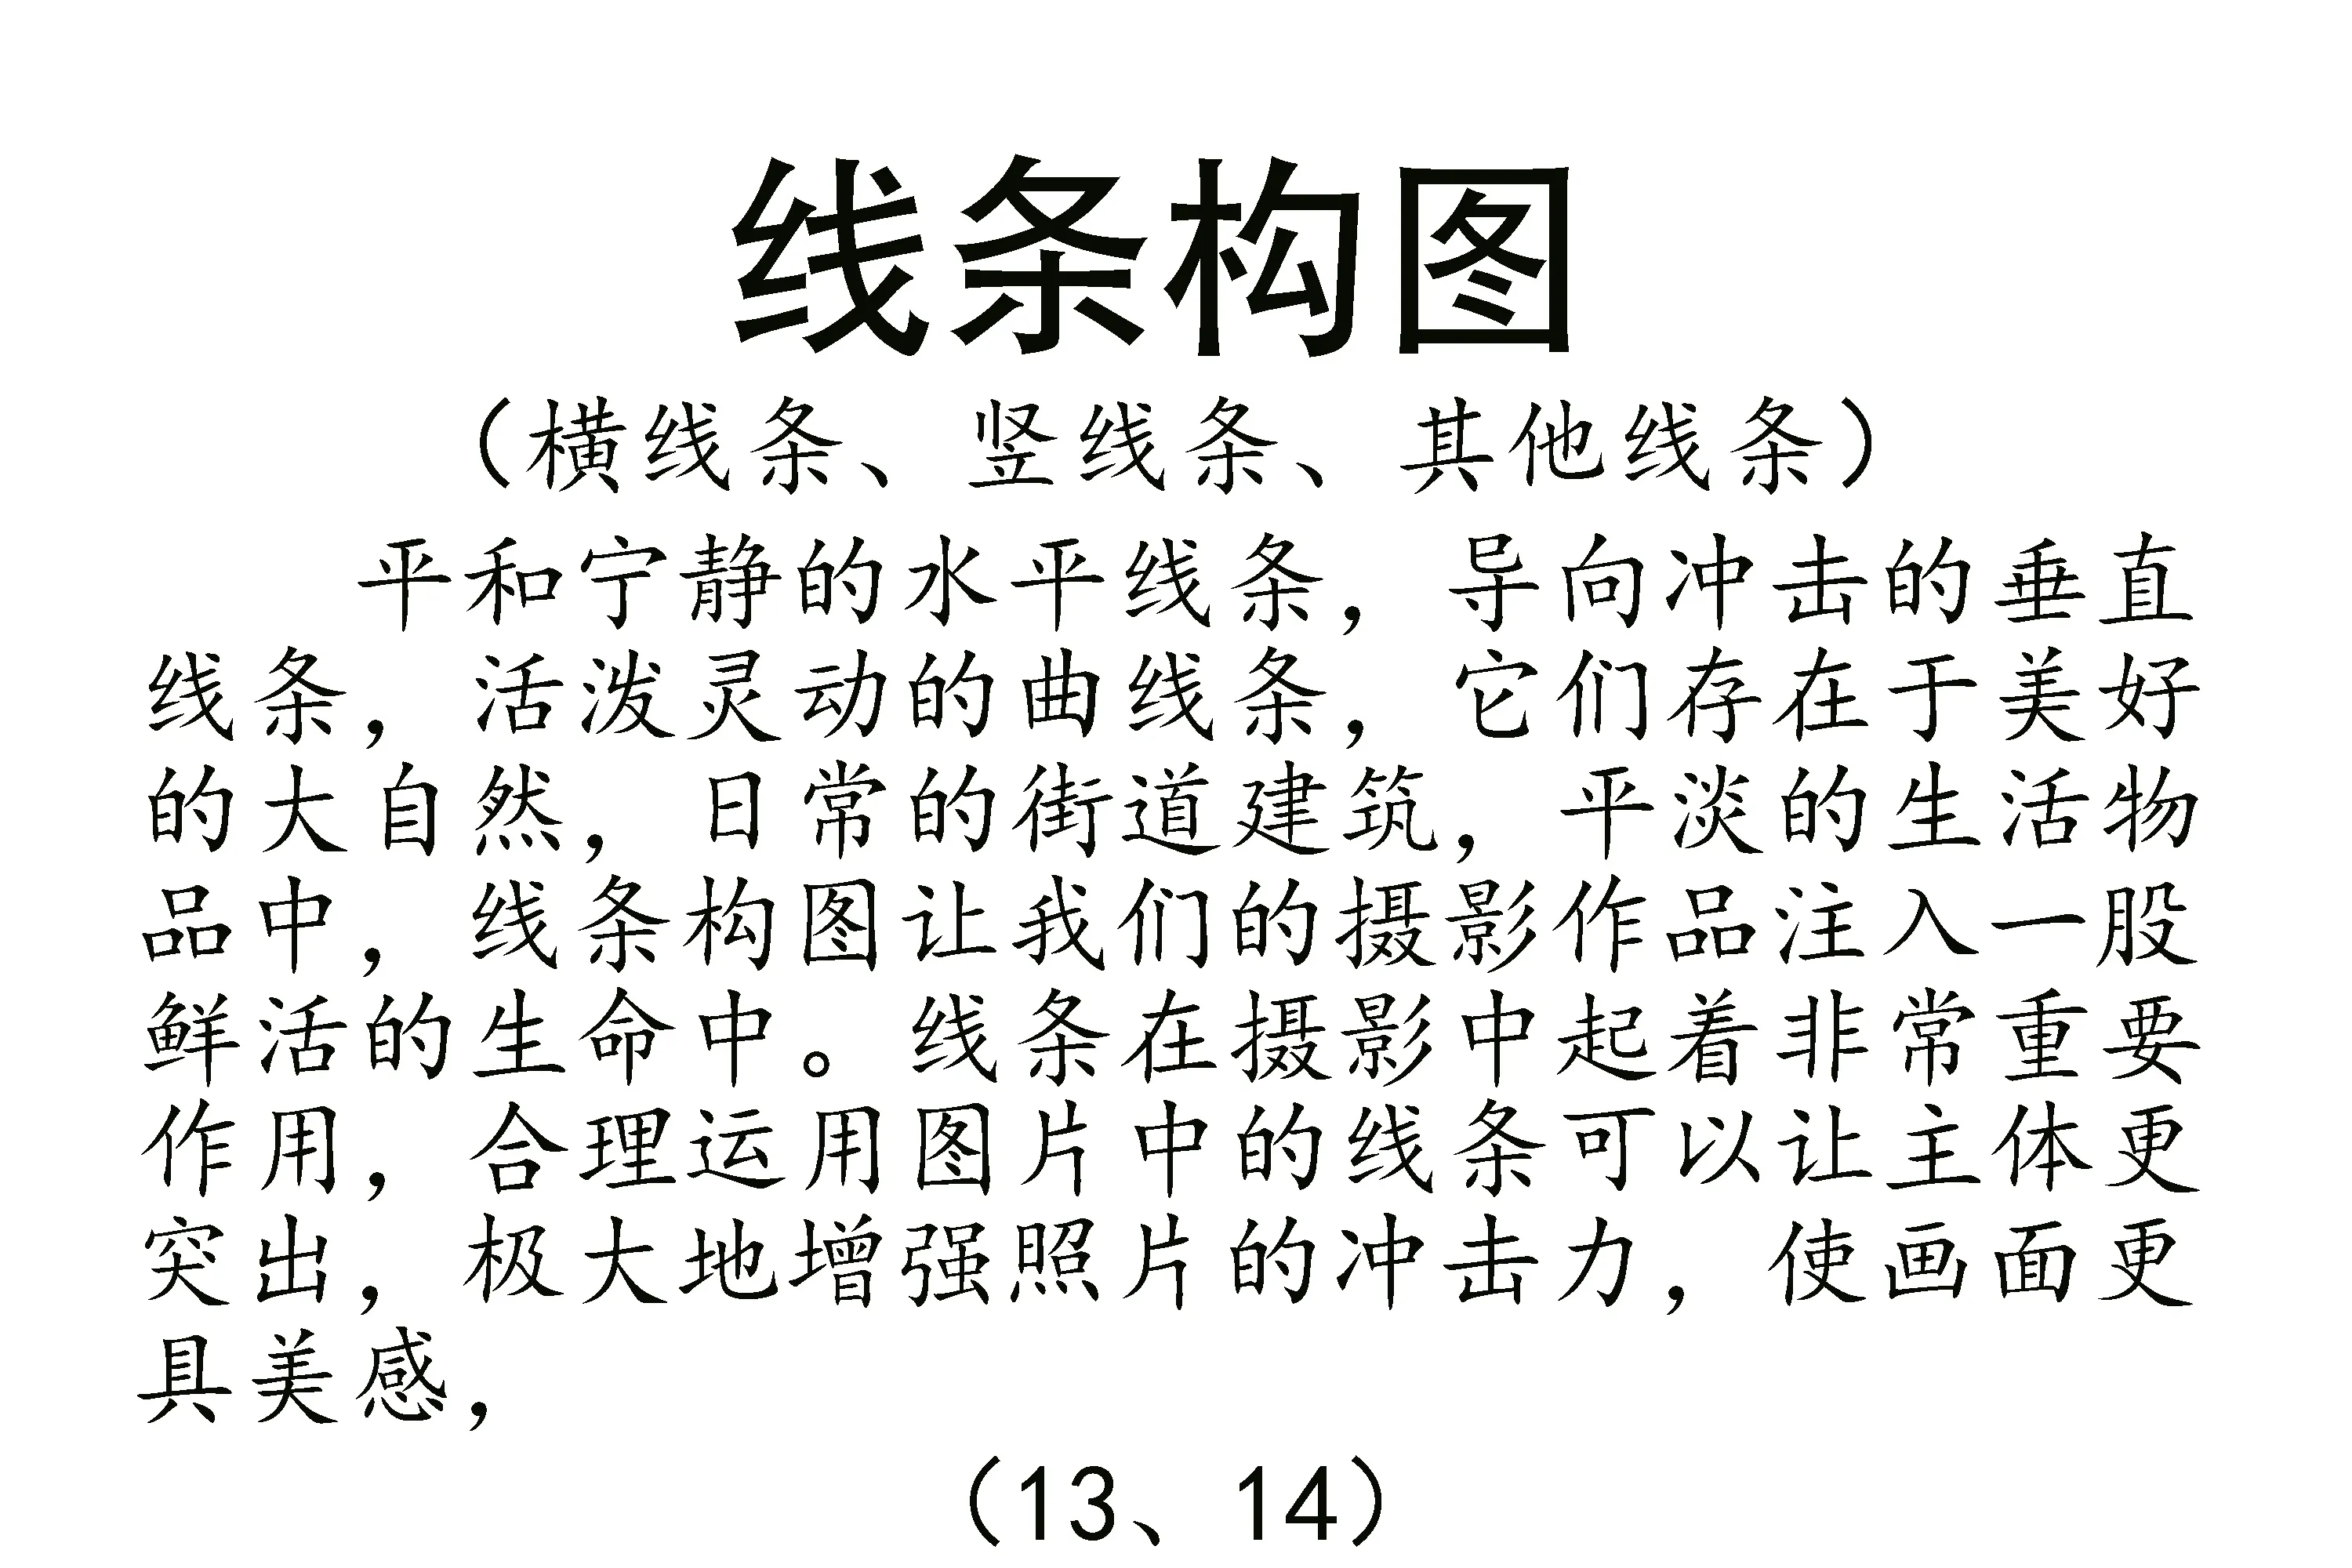 线条构图
（横线条、竖线条、其他线条）
平和宁静的水平线条，导向冲击的垂直
线条，活泼灵动的曲线条，它们存在于美好
的大自然，日常的街道建筑，平淡的生活物
品中，线条构图让我们的摄影作品注入一股
鲜活的生命中。线条在摄影中起着非常重要
作用，合理运用图片中的线条可以让主体更
突出，极大地增强照片的冲击力，使画面更
具美感，
（13、14）